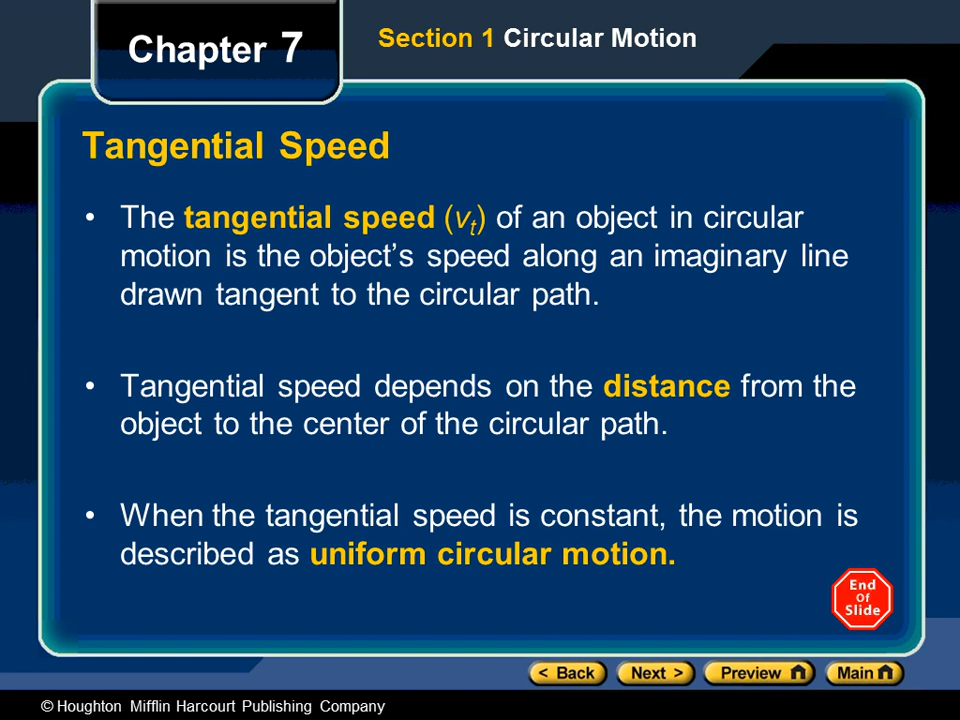 Chapter 7
Section 1 Circular Motion
Tangential Speed
• The tangential speed (vt) of an object in circular
motion is the object’s speed along an imaginary line
drawn tangent to the circular path.
• Tangential speed depends on the distance from the
object to the center of the circular path.
• When the tangential speed is constant, the motion is
described as uniform circular motion.
End
Of
Slide
< Back
Next >
Preview
Main
© Houghton Mifflin Harcourt Publishing Company